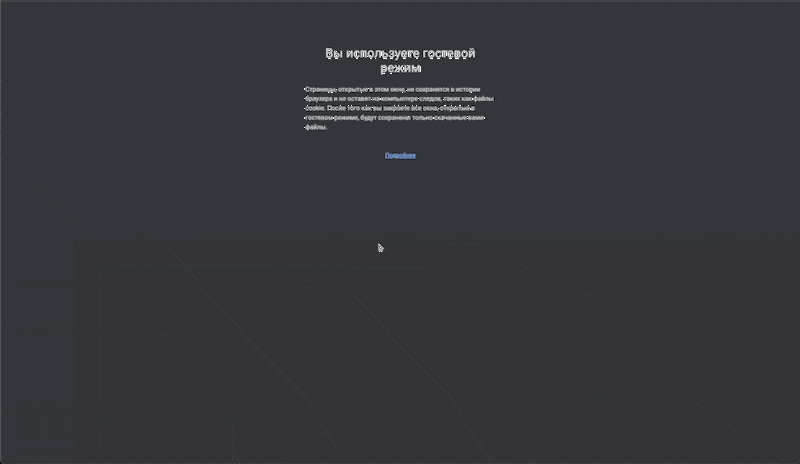 Вы используете гостевой
режим
Страницы, открытые в этом окне, не сохранятся в истории
браузера и не оставят на компьютере следов, таких как файлы
cookie. После того как вы закроете все окна, открытые в
гостевом режиме, будут сохранены только скачанные вами
файлы.
Подробнее